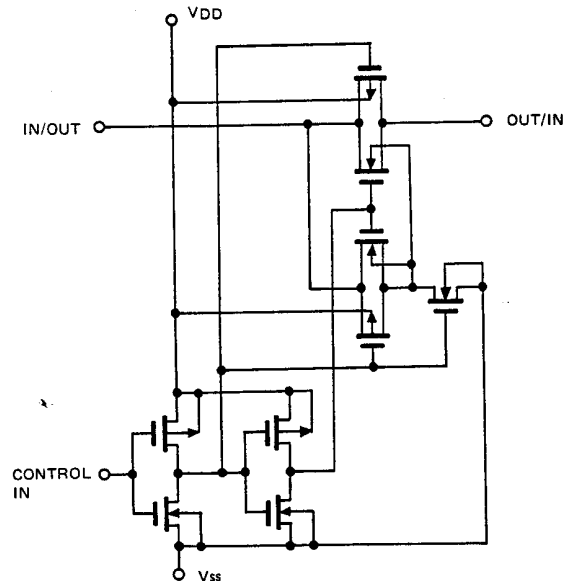 VDD
IN/OUT
OUT/IN
CONTROL
IN
Vss